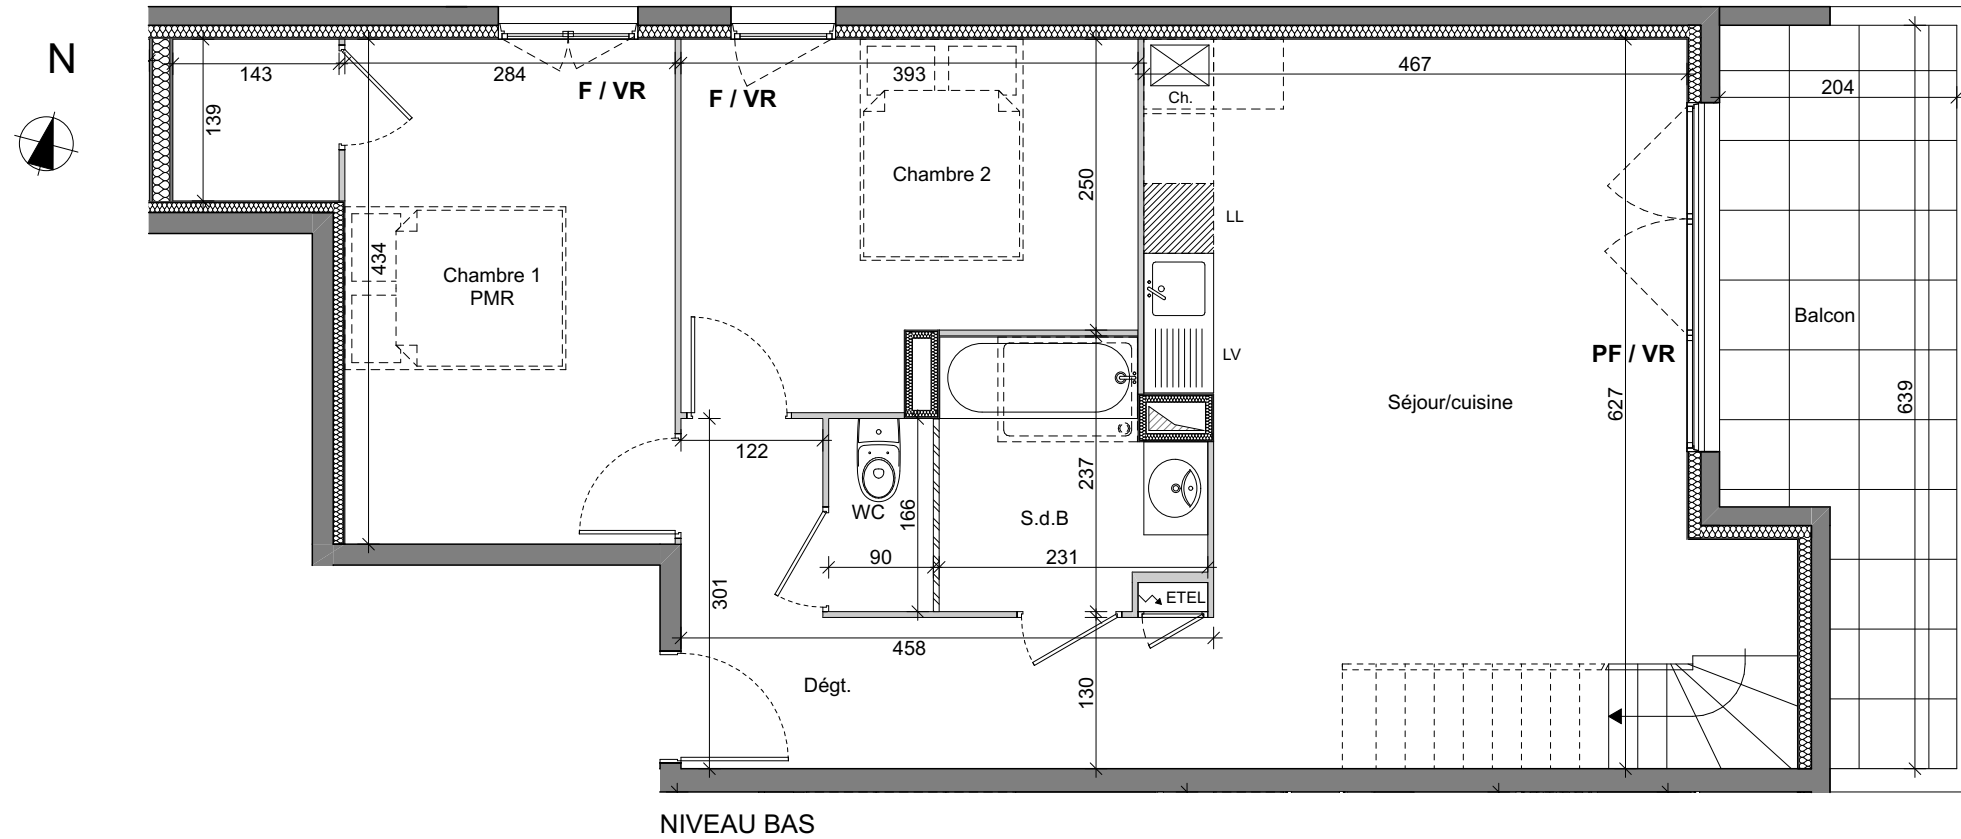 N
143
284
393
467
204
F / VR
F / VR
139
Ch.
Chambre 2
250
LL
434
Chambre 1
PMR
Balcon
LV
PF / VR
Séjour/cuisine
627
639
122
237
WC
166
S.d.B
90
231
301
ETEL
458
Dégt.
130
NIVEAU BAS